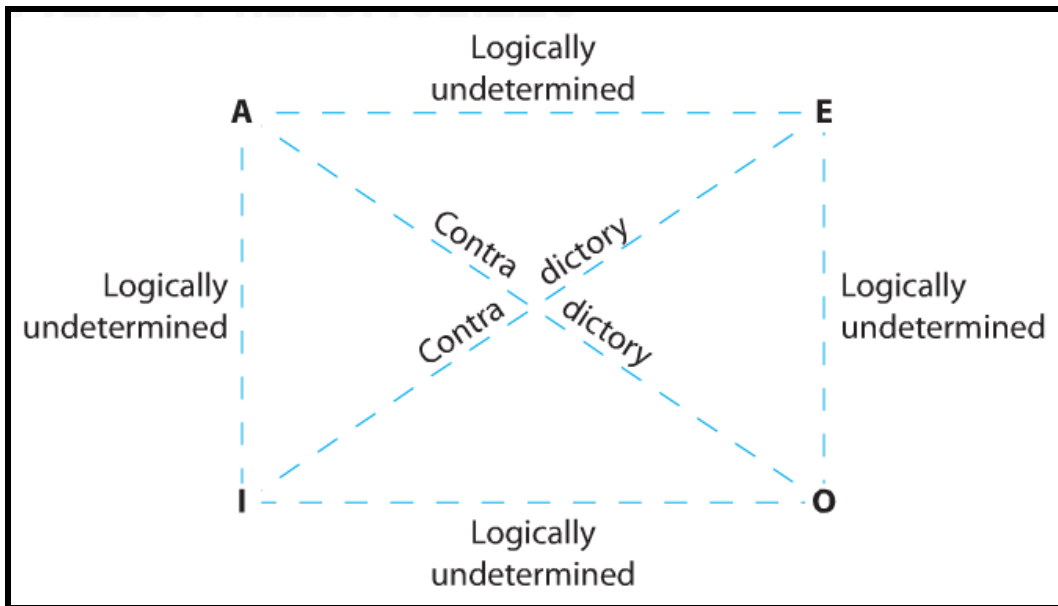 Logically
undetermined
A
E
Contra
dictory
Logically
undetermined
Logically
undetermined
Contra
dictory
I
O
Logically
undetermined